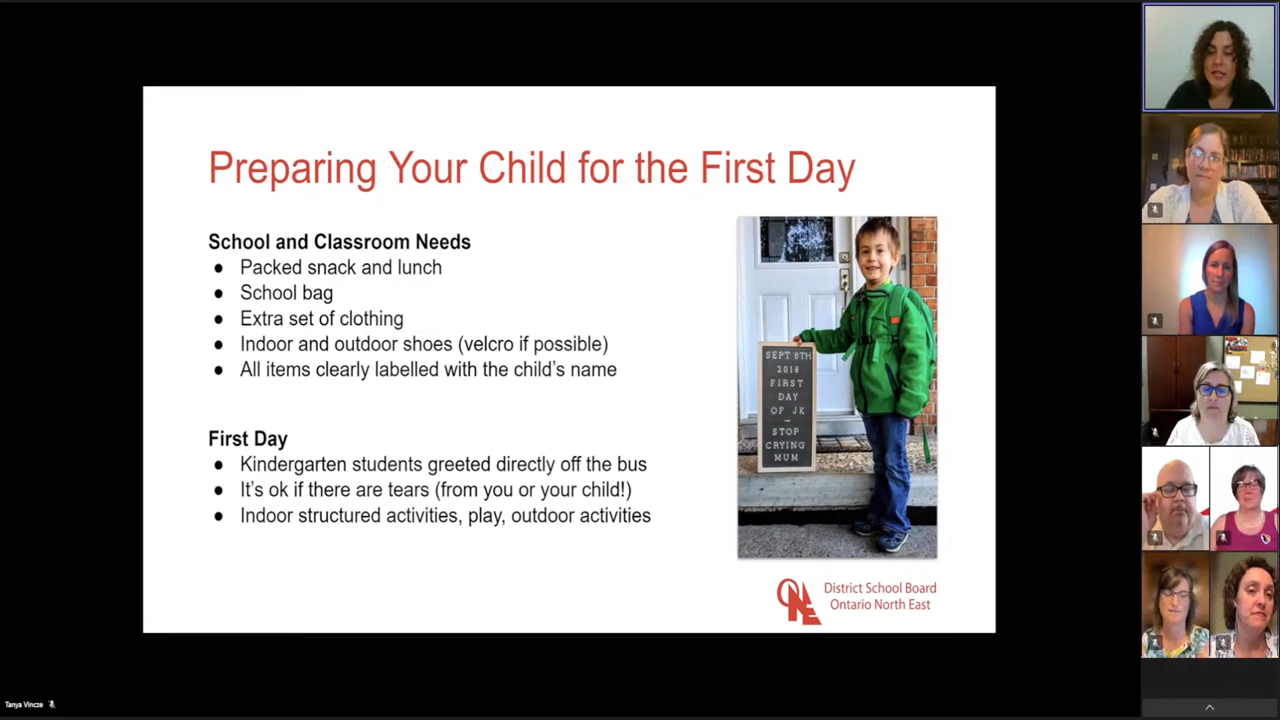 Preparing Your Child for the First Day
School and Classroom Needs
● Packed snack and lunch
● School bag
● Extra set of clothing
● Indoor and outdoor shoes (velcro if possible)
● All items clearly labelled with the child's name
First Day
● Kindergarten students greeted directly off the bus
● It's ok if there are tears (from you or your child!)
● Indoor structured activities, play, outdoor activities
SEPT 6TH
2018
FIRST
DAY
OF JK
–
STOP
CRYING
MUM
ONE
District School Board
Ontario North East
Tanya Vincze